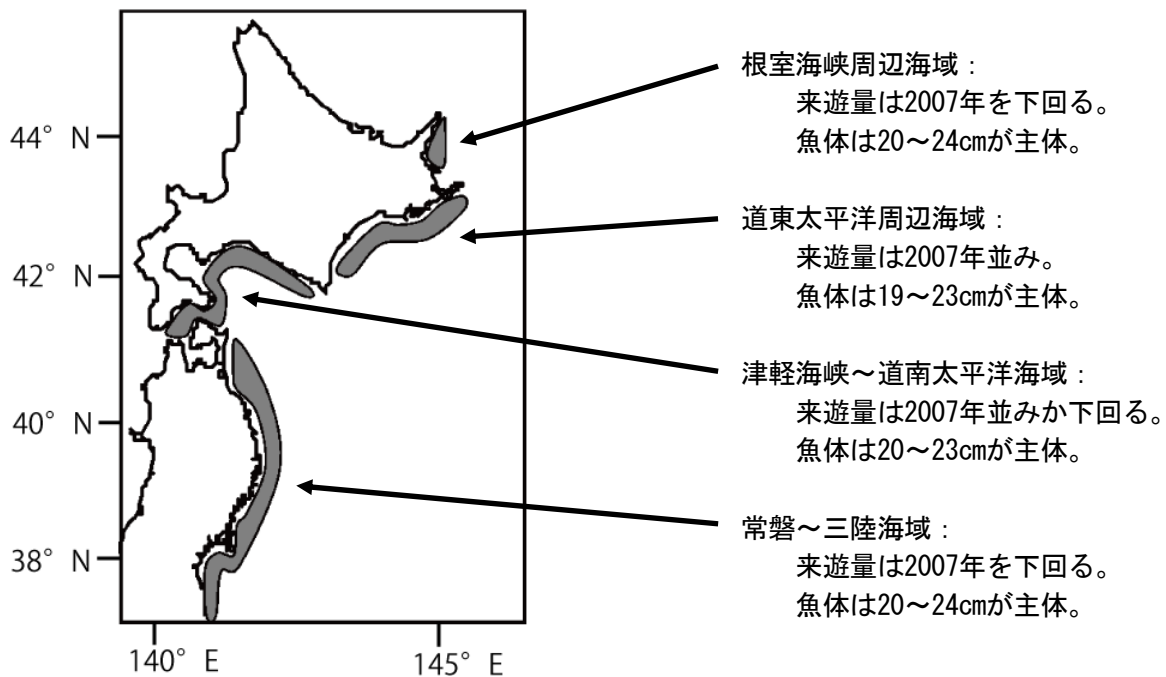 根室海峡周辺海域：
来遊量は2007年を下回る。
魚体は20～24cmが主体。
道東太平洋周辺海域：
来遊量は2007年並み。
魚体は19～23cmが主体。
津軽海峡～道南太平洋海域：
来遊量は2007年並みか下回る。
魚体は20～23cmが主体。
常磐～三陸海域：
来遊量は2007年を下回る。
魚体は20～24cmが主体。
44° N
42° N
40° N
38° N
140° E
145° E